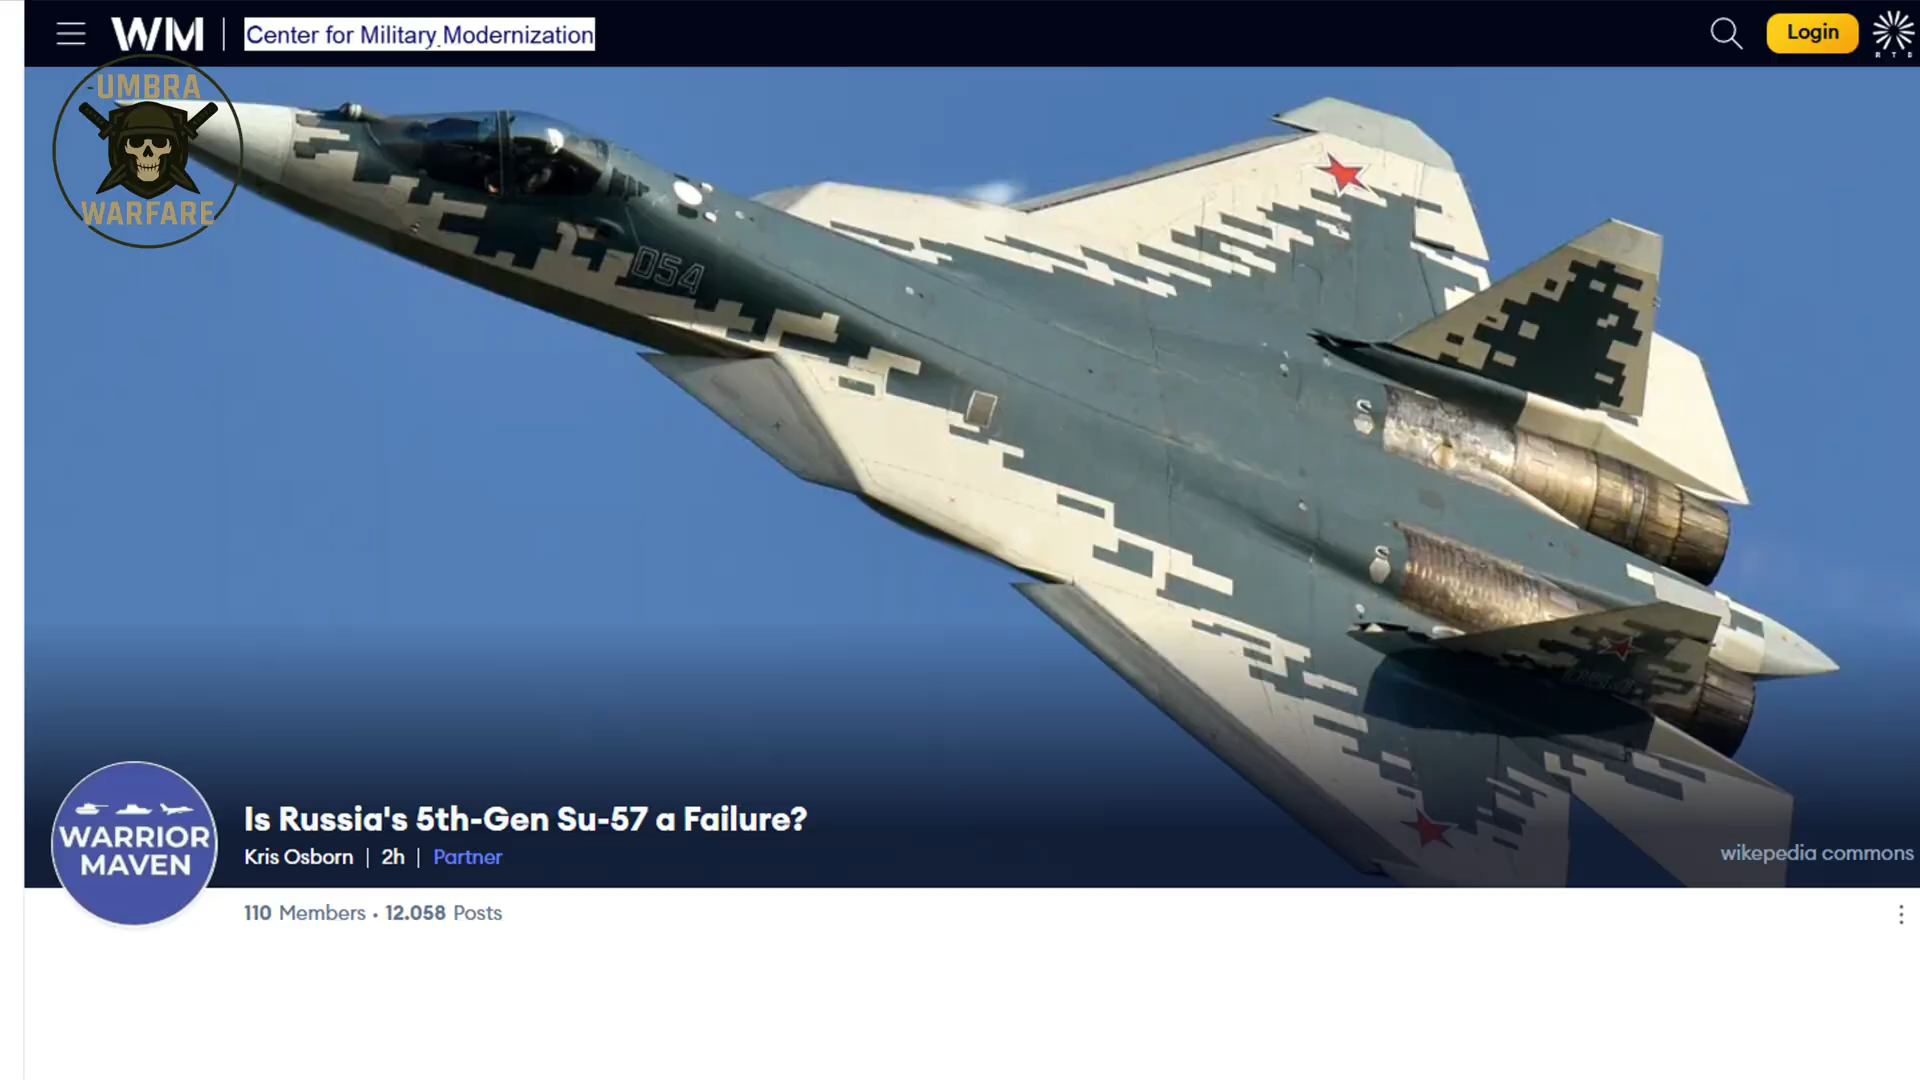 WM
Center for Military Modernization
Login
RTB
UMBRA
WARFARE
054
WARRIOR
MAVEN
Is Russia's 5th-Gen Su-57 a Failure?
Kris Osborn | 2h | Partner
wikepedia commons
110 Members • 12.058 Posts